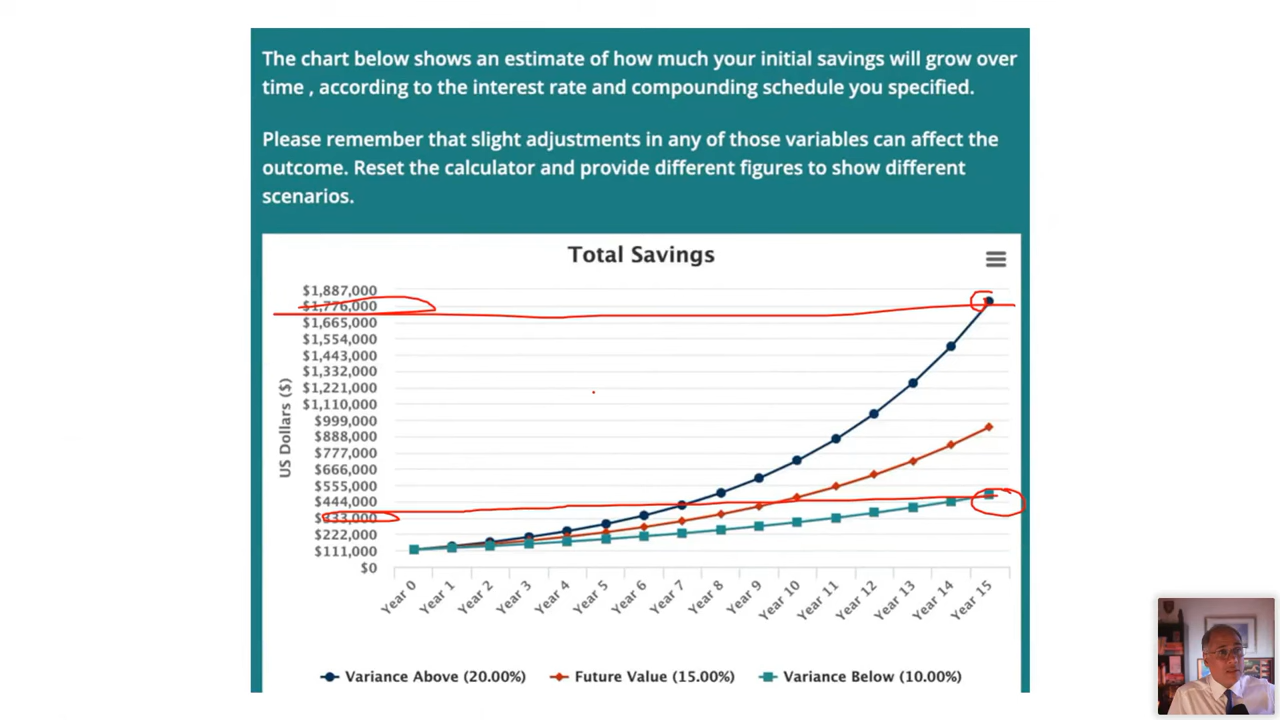 The chart below shows an estimate of how much your initial savings will grow over
time , according to the interest rate and compounding schedule you specified.
Please remember that slight adjustments in any of those variables can affect the
outcome. Reset the calculator and provide different figures to show different
scenarios.
Total Savings
US Dollars ($)
$1,887,000
$1,776,000
$1,665,000
$1,554,000
$1,443,000
$1,332,000
$1,221,000
$1,110,000
$999,000
$888,000
$777,000
$666,000
$555,000
$444,000
$333,000
$222,000
$111,000
$0
Year 0
Year 1
Year 2
Year 3
Year 4
Year 5
Year 6
Year 7
Year 8
Year 9
Year 10
Year 11
Year 12
Year 13
Year 14
Year 15
Variance Above (20.00%) Future Value (15.00%) Variance Below (10.00%)